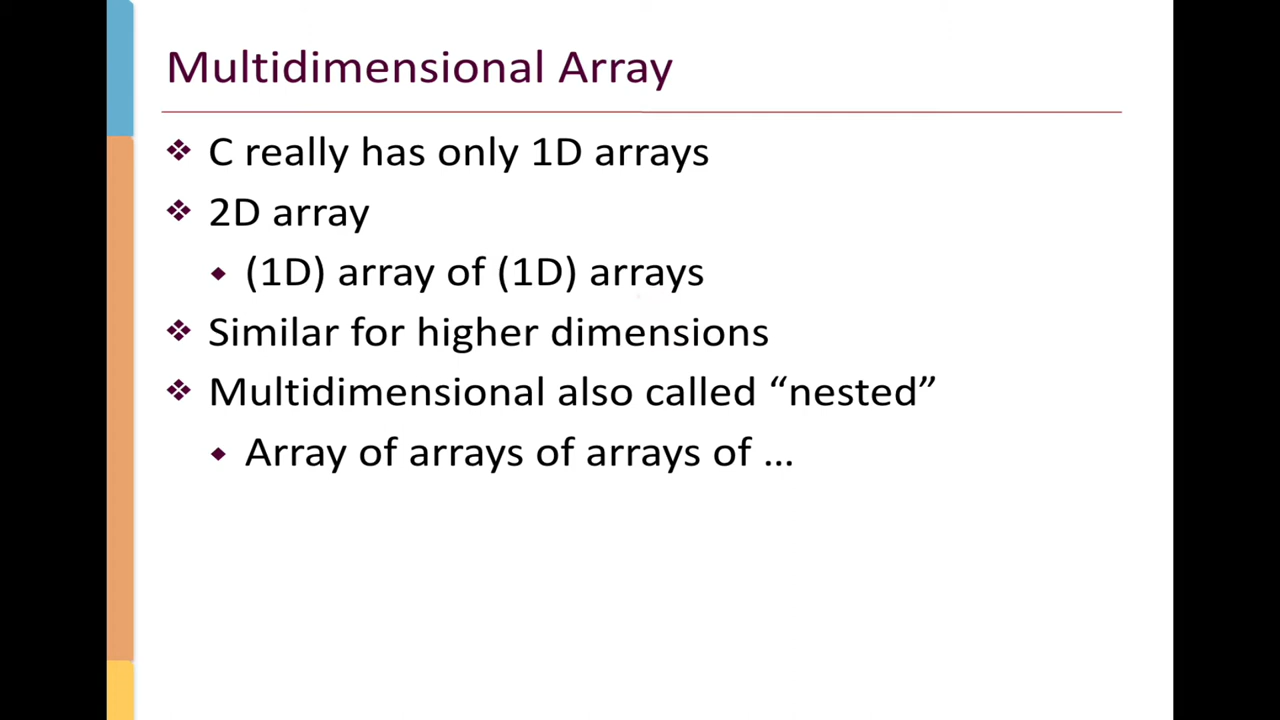 Multidimensional Array
C really has only 1D arrays
2D array
(1D) array of (1D) arrays
Similar for higher dimensions
Multidimensional also called “nested”
Array of arrays of arrays of ...